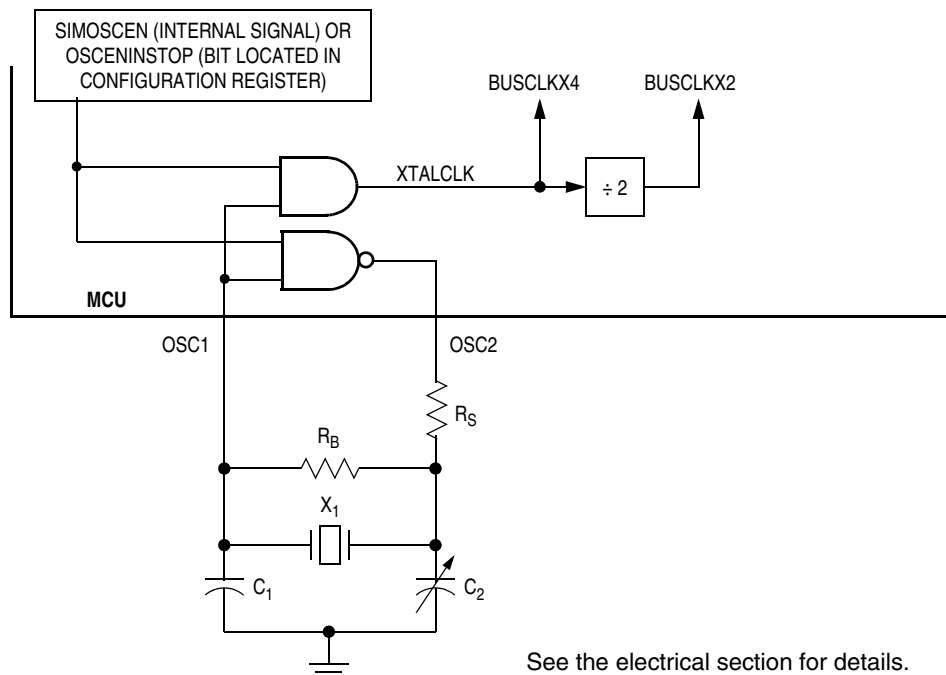 SIMOSCEN (INTERNAL SIGNAL) OR
OSCENINSTOP (BIT LOCATED IN
CONFIGURATION REGISTER)
BUSCLKX4
BUSCLKX2
XTALCLK
÷ 2
MCU
OSC1
OSC2
RS
RB
X1
C1
C2
See the electrical section for details.